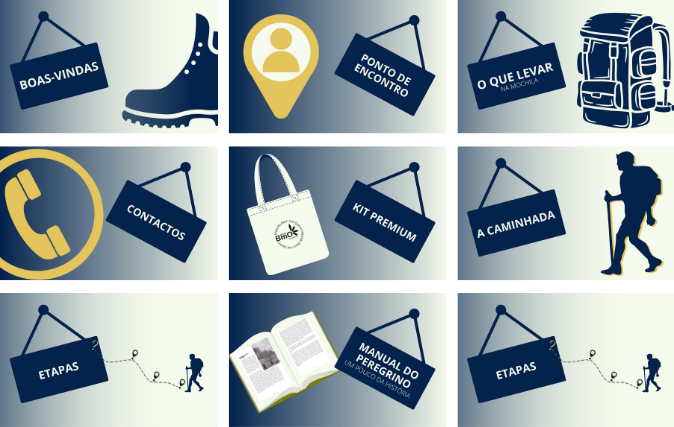 BOAS-VINDAS
PONTO DE
ENCONTRO
O QUE LEVAR
NA MOCHILA
CONTACTOS
BmQ
KIT PREMIUM
A CAMINHADA
ETAPAS
MANUAL DO
PEREGRINO
UM POUCO DA HISTÓRIA
ETAPAS